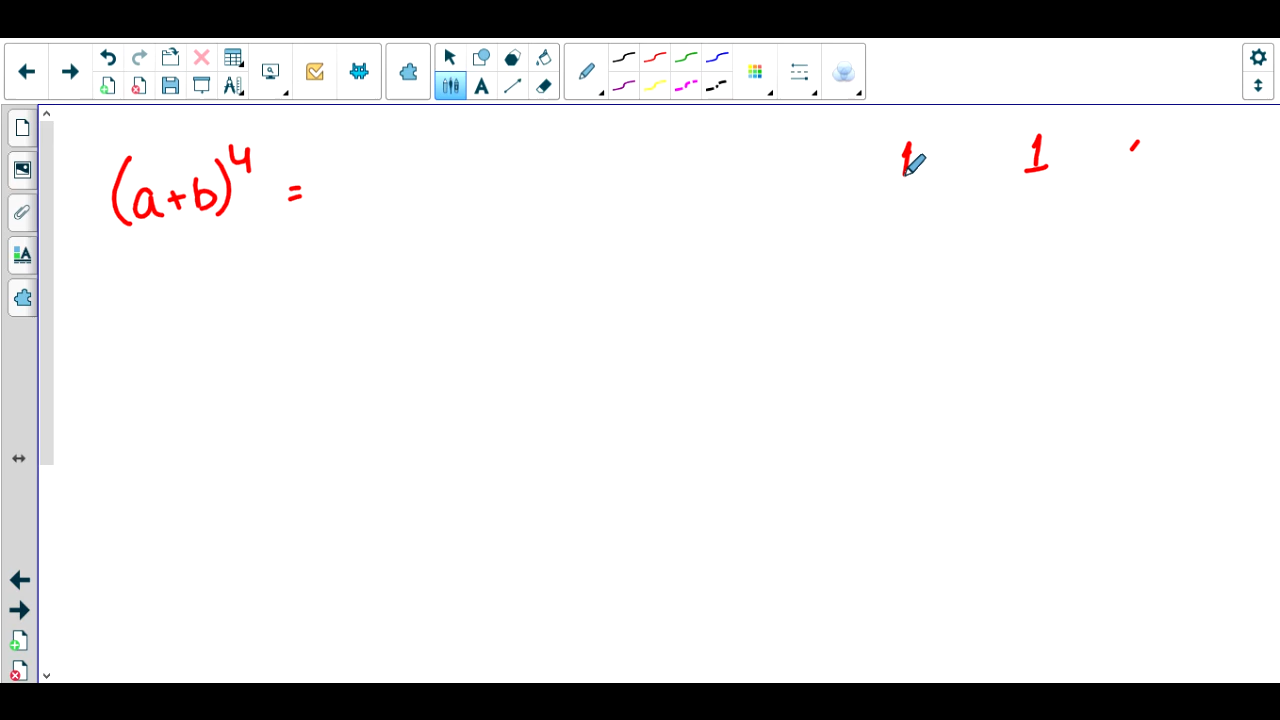 (a+b)⁴ =
1 1